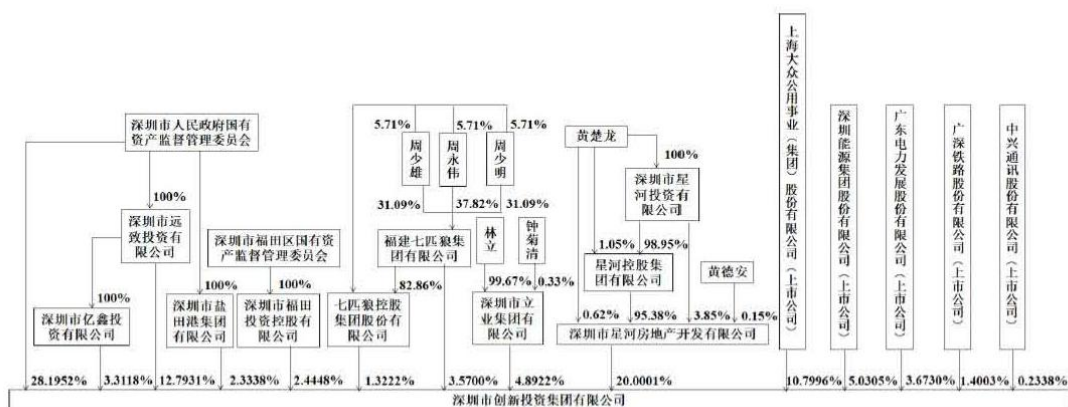 深圳市人民政府国有
资产监督管理委员会
100%
深圳市远
致投资有
限公司
100%
深圳市亿鑫投
资有限公司
深圳市福田区国有资
产监督管理委员会
100%
深圳市盐
田港集团
有限公司
100%
深圳市福田
投资控股有
限公司
5.71%
5.71%
5.71%
周少雄
周永伟
周少明
31.09%
37.82%
31.09%
福建七匹狼集
团有限公司
82.86%
七匹狼控股
集团股份有
限公司
林立
钟菊清
99.67%
0.33%
深圳市立
业集团有
限公司
黄楚龙
100%
深圳市星
河投资有
限公司
1.05%
98.95%
星河控股集
团有限公司
黄德安
0.62%
95.38%
3.85%
0.15%
深圳市星河房地产开发有限公司
上海大众公用事业（集团）股份有限公司（上市公司）
深圳能源集团股份有限公司（上市公司）
广东电力发展股份有限公司（上市公司）
广深铁路股份有限公司（上市公司）
中兴通讯股份有限公司（上市公司）
28.1952%
3.3118%
12.7931%
2.3338%
2.4448%
1.3222%
3.5700%
4.8922%
20.0001%
10.7996%
5.0305%
3.6730%
1.4003%
0.2338%
深圳市创新投资集团有限公司